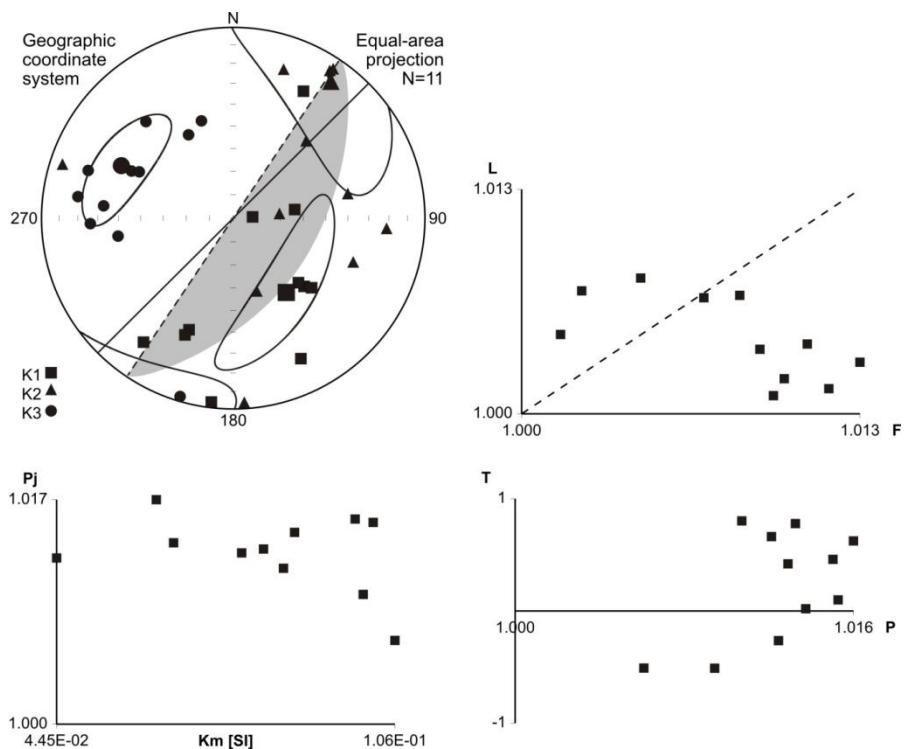 N
Geographic
coordinate
system
Equal-area
projection
N=11
270
90
180
K1
K2
K3
L
1.013
1.000
1.000
1.013
F
Pj
1.017
1.000
4.45E-02
Km [SI]
1.06E-01
T
1
1.000
1.016
P
-1